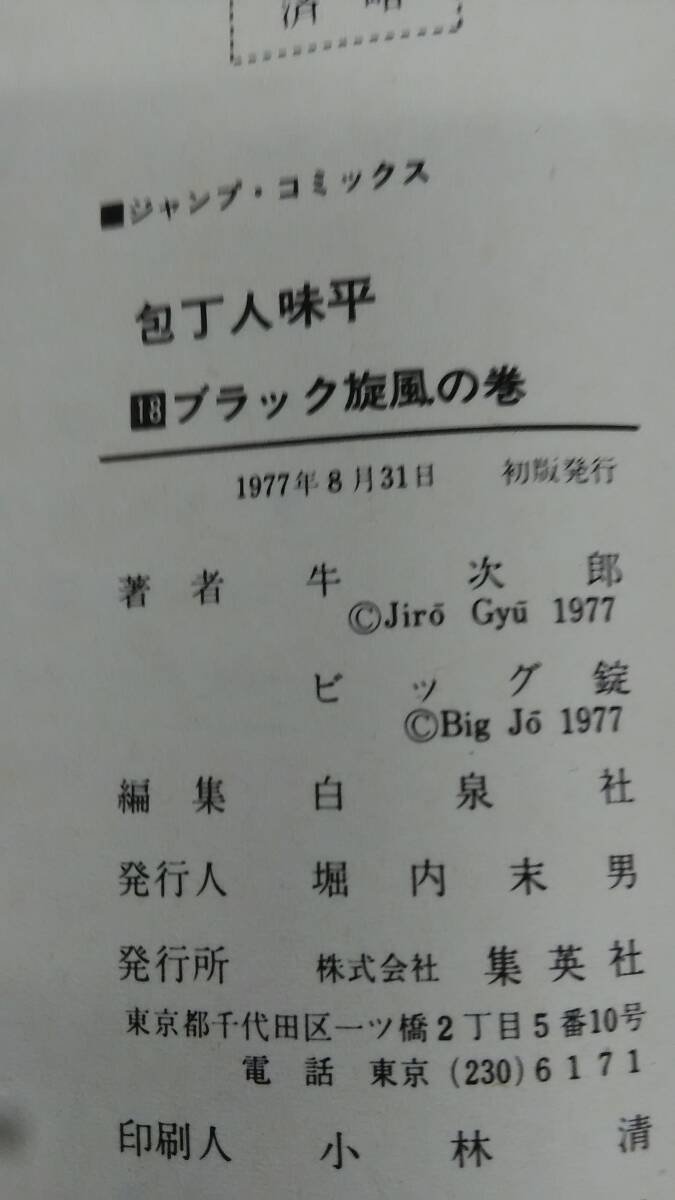 ■ジャンプ・コミックス
包丁人味平
18ブラック旋風の巻
1977年8月31日 初版発行
著者 牛次郎
©Jirō Gyū 1977
ビッグ錠
©Big Jō 1977
編集 白泉社
発行人 堀内末男
発行所 株式会社 集英社
東京都千代田区一ツ橋2丁目5番10号
電話 東京 (230) 6171
印刷人 小林清